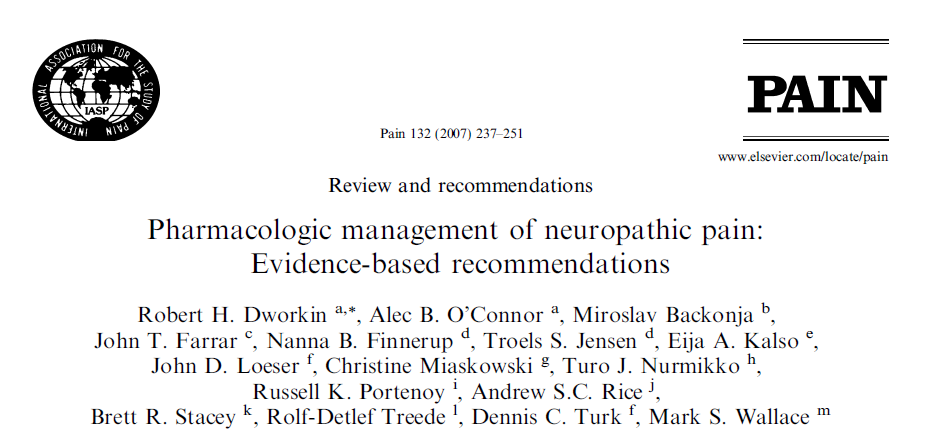 INTERNATIONAL ASSOCIATION FOR THE STUDY OF PAIN
IASP
PAIN
Pain 132 (2007) 237–251
www.elsevier.com/locate/pain
Review and recommendations
Pharmacologic management of neuropathic pain:
Evidence-based recommendations
Robert H. Dworkin a,*, Alec B. O’Connor a, Miroslav Backonja b,
John T. Farrar c, Nanna B. Finnerup d, Troels S. Jensen d, Eija A. Kalso e,
John D. Loeser f, Christine Miaskowski g, Turo J. Nurmikko h,
Russell K. Portenoy i, Andrew S.C. Rice j,
Brett R. Stacey k, Rolf-Detlef Treede l, Dennis C. Turk f, Mark S. Wallace m